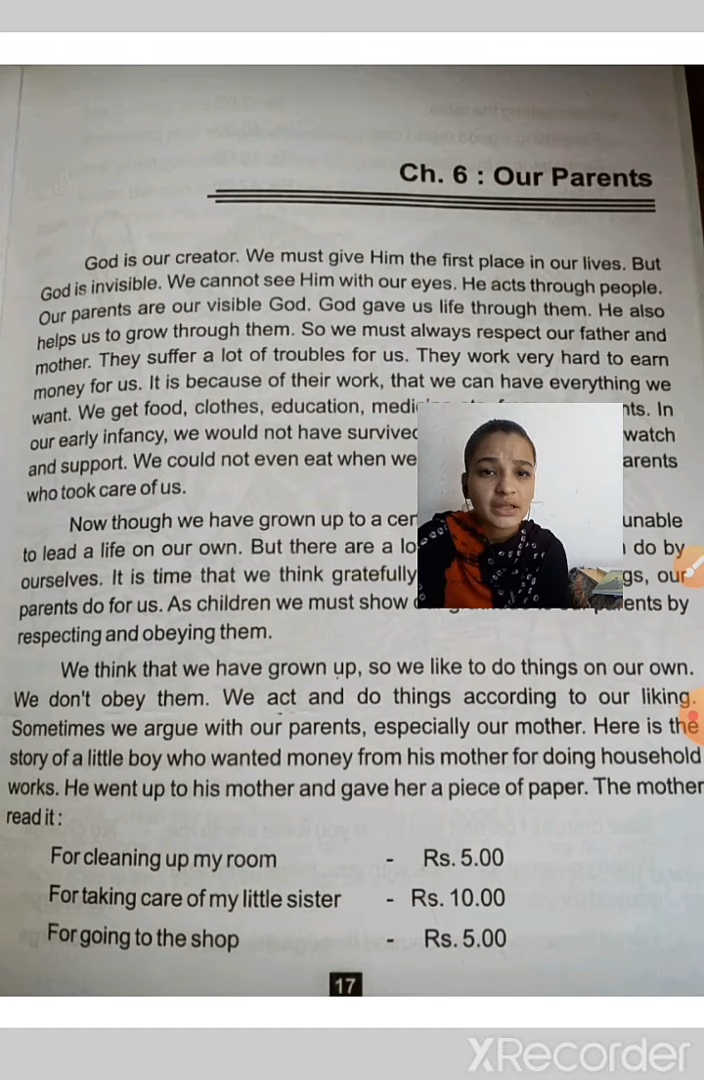 Ch. 6 : Our Parents
God is our creator. We must give Him the first place in our lives. But
God is invisible. We cannot see Him with our eyes. He acts through people.
Our parents are our visible God. God gave us life through them. He also
helps us to grow through them. So we must always respect our father and
mother. They suffer a lot of troubles for us. They work very hard to earn
money for us. It is because of their work, that we can have everything we
want. We get food, clothes, education, In
our early infancy, we would not have survived watch
and support. We could not even eat when we
who took care of us.
Now though we have grown up to a unable
to lead a life on our own. But there are a do by
ourselves. It is time that we think gratefully our
parents do for us. As children we must show by
respecting and obeying them.
We think that we have grown up, so we like to do things on our own.
We don't obey them. We act and do things according to our liking.
Sometimes we argue with our parents, especially our mother. Here is the
story of a little boy who wanted money from his mother for doing household
works. He went up to his mother and gave her a piece of paper. The mother
read it :
For cleaning up my room - Rs. 5.00
For taking care of my little sister - Rs. 10.00
For going to the shop - Rs. 5.00
17
XRecorder